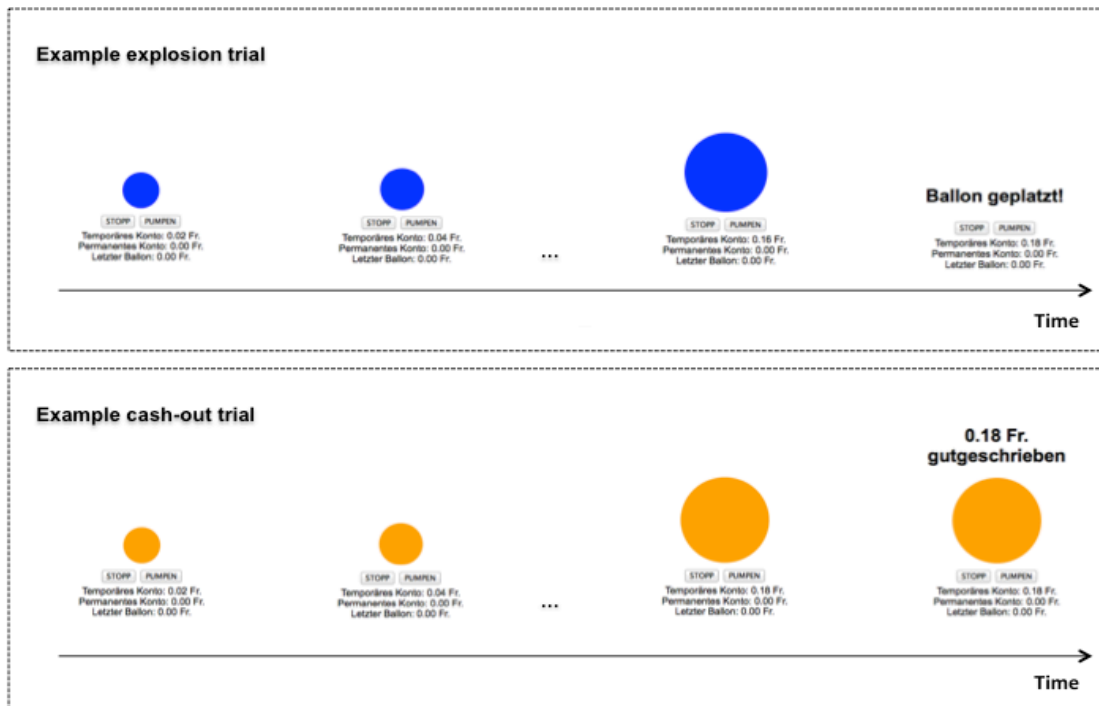 Example explosion trial
Ballon geplatzt!
STOPP PUMPEN
Temporäres Konto: 0.02 Fr.
Permanentes Konto: 0.00 Fr.
Letzter Ballon: 0.00 Fr.
STOPP PUMPEN
Temporäres Konto: 0.04 Fr.
Permanentes Konto: 0.00 Fr.
Letzter Ballon: 0.00 Fr.
...
STOPP PUMPEN
Temporäres Konto: 0.16 Fr.
Permanentes Konto: 0.00 Fr.
Letzter Ballon: 0.00 Fr.
STOPP PUMPEN
Temporäres Konto: 0.18 Fr.
Permanentes Konto: 0.00 Fr.
Letzter Ballon: 0.00 Fr.
Time
Example cash-out trial
0.18 Fr.
gutgeschrieben
STOPP PUMPEN
Temporäres Konto: 0.02 Fr.
Permanentes Konto: 0.00 Fr.
Letzter Ballon: 0.00 Fr.
STOPP PUMPEN
Temporäres Konto: 0.04 Fr.
Permanentes Konto: 0.00 Fr.
Letzter Ballon: 0.00 Fr.
...
STOPP PUMPEN
Temporäres Konto: 0.18 Fr.
Permanentes Konto: 0.00 Fr.
Letzter Ballon: 0.00 Fr.
STOPP PUMPEN
Temporäres Konto: 0.18 Fr.
Permanentes Konto: 0.00 Fr.
Letzter Ballon: 0.00 Fr.
Time